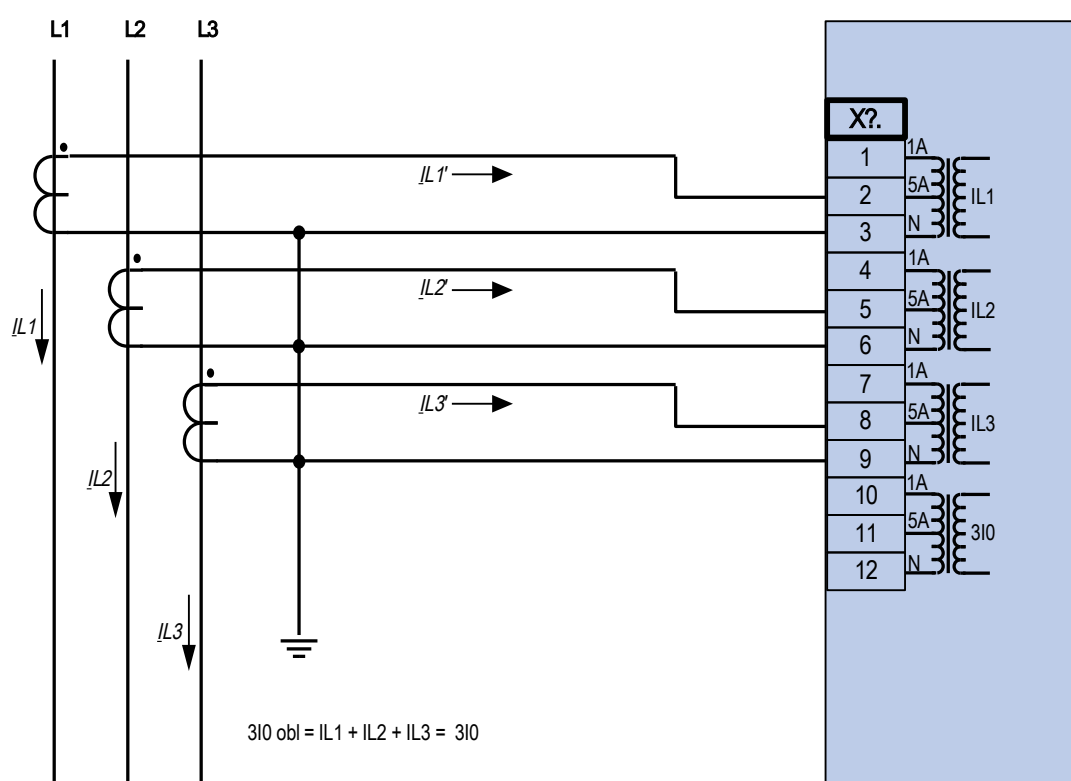 L1 L2 L3
X?.
1 1A
IL1'
2 5A IL1
3 N
4 1A
IL2'
5 5A IL2
IL1
6 N
7 1A
IL3'
8 5A IL3
9 N
IL2
10 1A
11 5A 3I0
12 N
IL3
3I0 obl = IL1 + IL2 + IL3 = 3I0